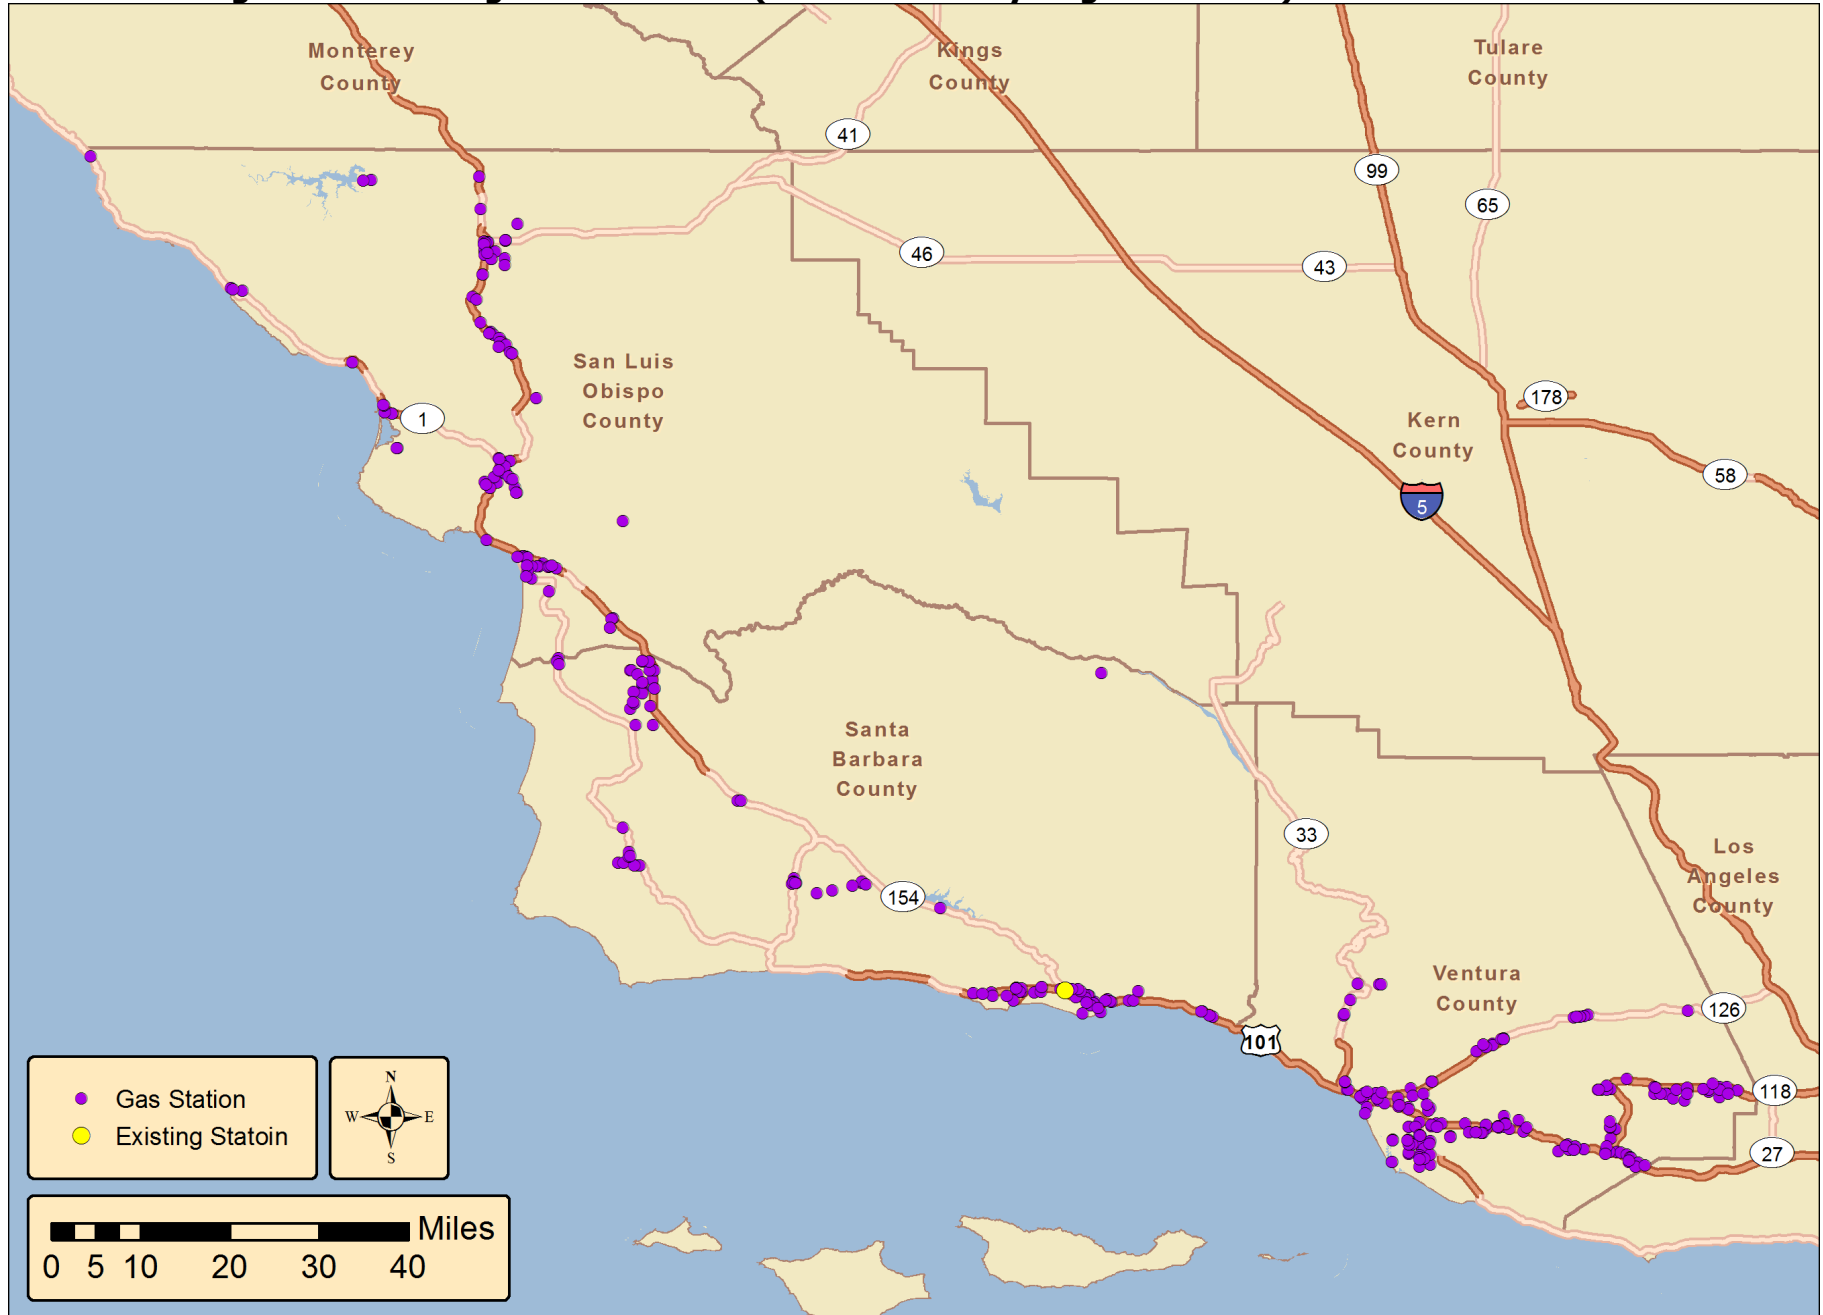 Monterey
County
Kings
County
Tulare
County
41
99
65
46
43
San Luis
Obispo
County
1
178
Kern
County
58
5
Santa
Barbara
County
33
Los
Angeles
County
154
Ventura
County
126
101
118
27
Gas Station
Existing Statoin
N
W
E
S
Miles
0 5 10 20 30 40